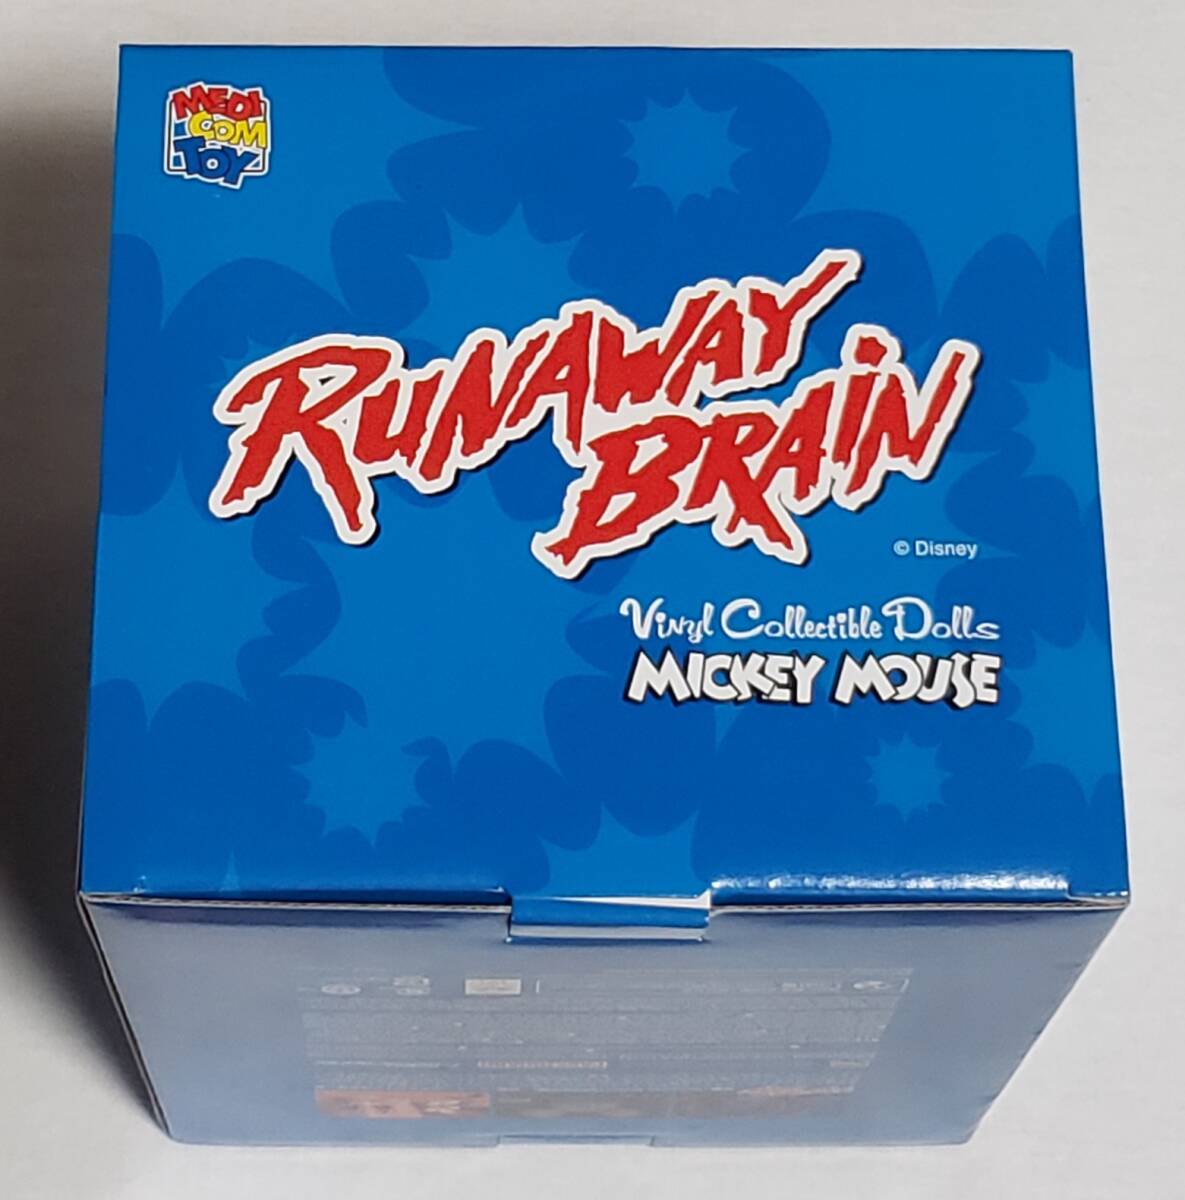 MEDI
COM
TOY
RUNAWAY
BRAIN
© Disney
Vinyl Collectible Dolls
MICKEY MOUSE